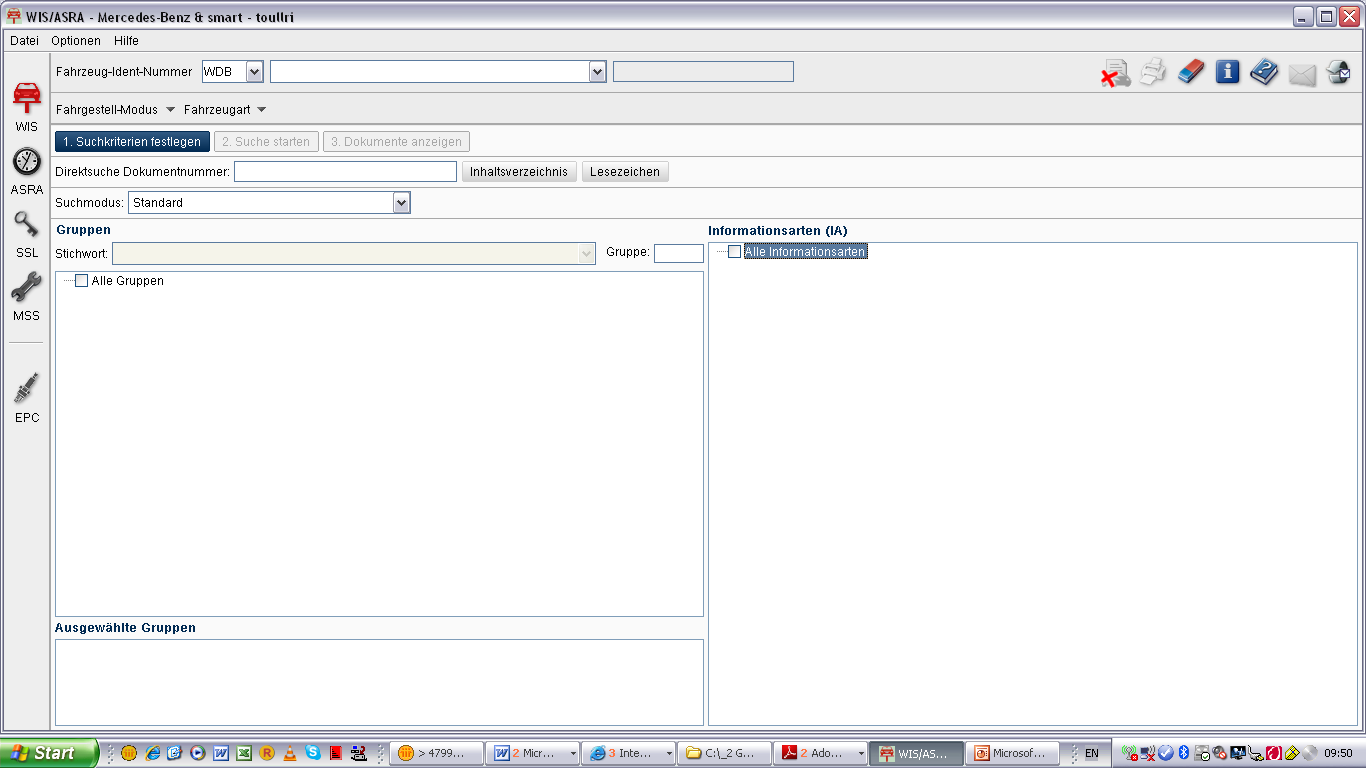 WIS/ASRA - Mercedes-Benz & smart - toullri
Datei Optionen Hilfe
Fahrzeug-Ident-Nummer WDB
Fahrgestell-Modus Fahrzeugart
WIS
1. Suchkriterien festlegen 2. Suche starten 3. Dokumente anzeigen
Direktsuche Dokumentnummer: Inhaltsverzeichnis Lesezeichen
ASRA
Suchmodus: Standard
Gruppen Informationsarten (IA)
Stichwort: Gruppe: Alle Informationsarten
SSL
Alle Gruppen
MSS
EPC
Ausgewählte Gruppen
Start > 4799... 2 Micr... 3 Inte... C:\_2 G... 2 Ado... WIS/AS... Microsof... EN 09:50